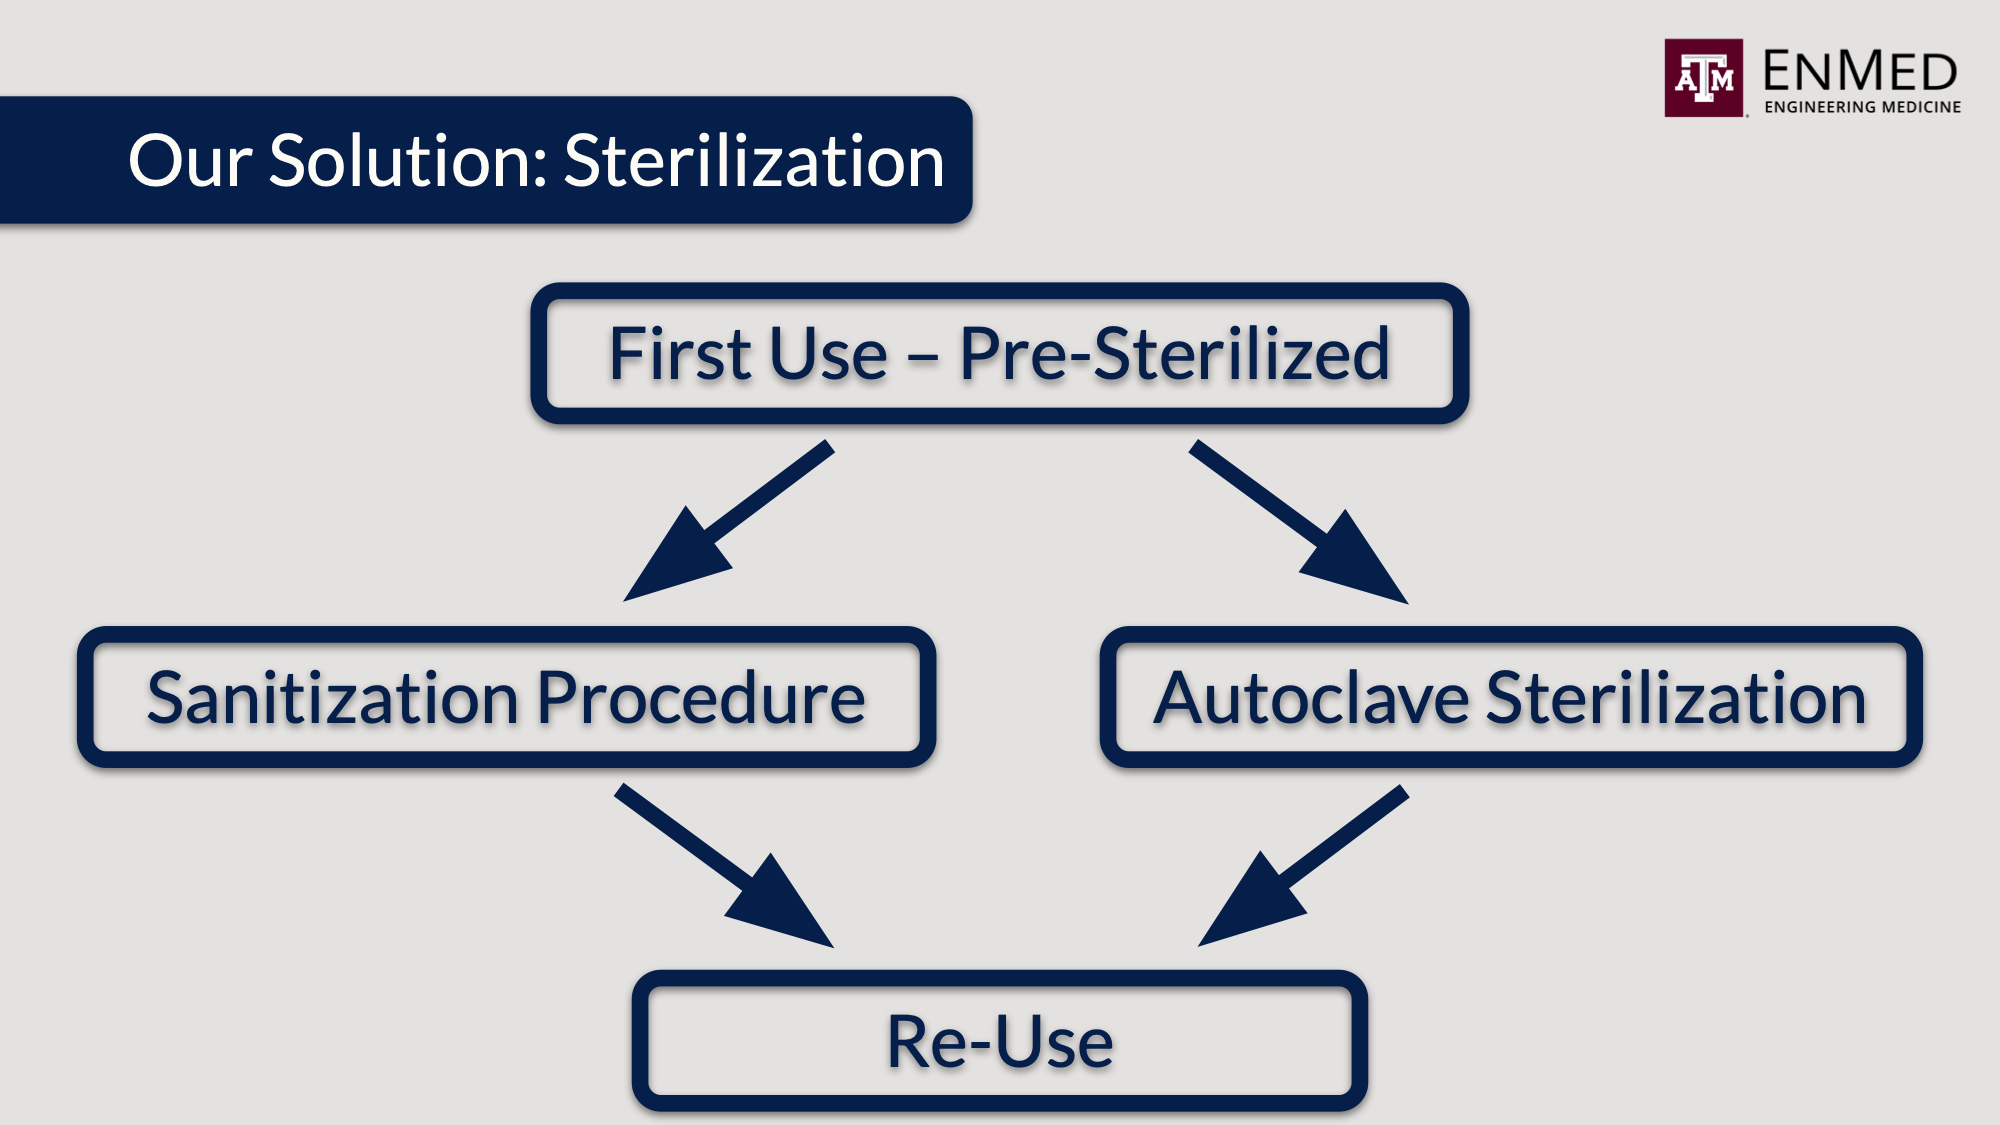 ATM ENMED
ENGINEERING MEDICINE
Our Solution: Sterilization
First Use – Pre-Sterilized
Sanitization Procedure
Autoclave Sterilization
Re-Use